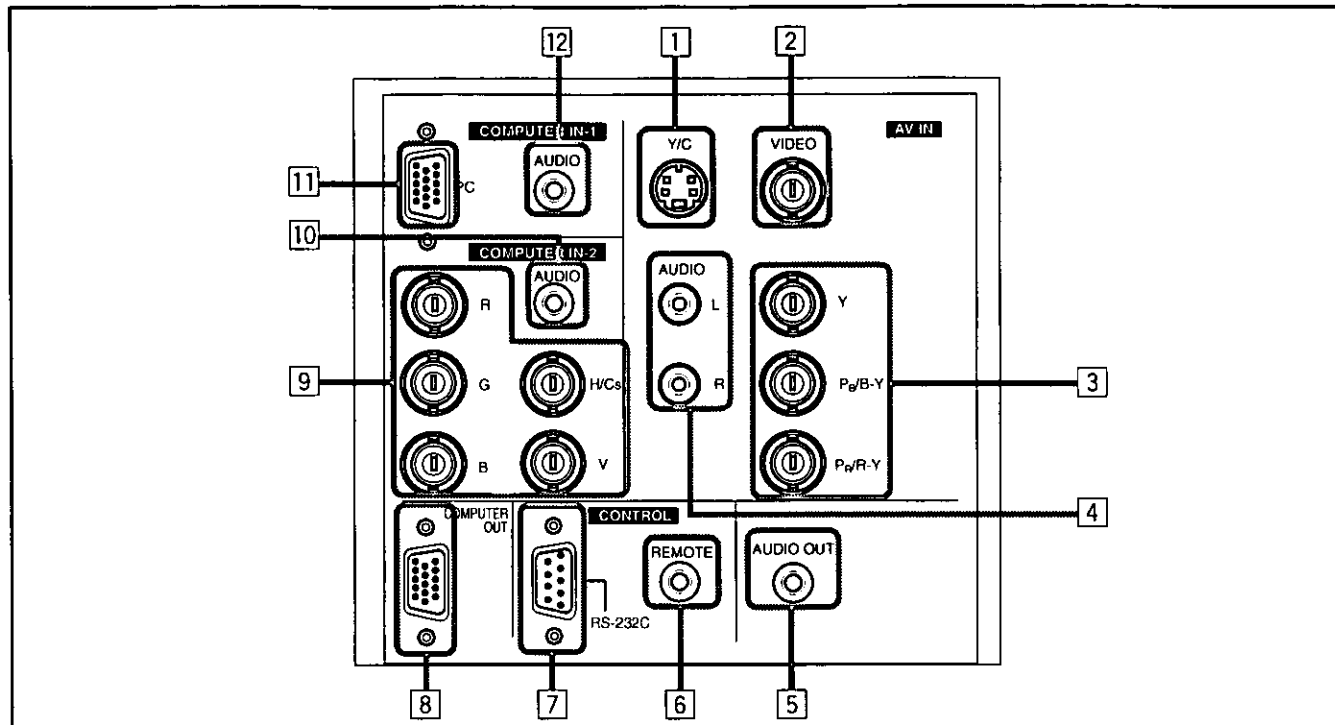 12 1 2
COMPUTER IN-1 AV IN
AUDIO Y/C VIDEO
11 PC
10
COMPUTER IN-2
AUDIO AUDIO
R L Y
9 G H/Cs R PB/B-Y 3
B V PR/R-Y
4
COMPUTER OUT CONTROL
REMOTE AUDIO OUT
RS-232C
8 7 6 5